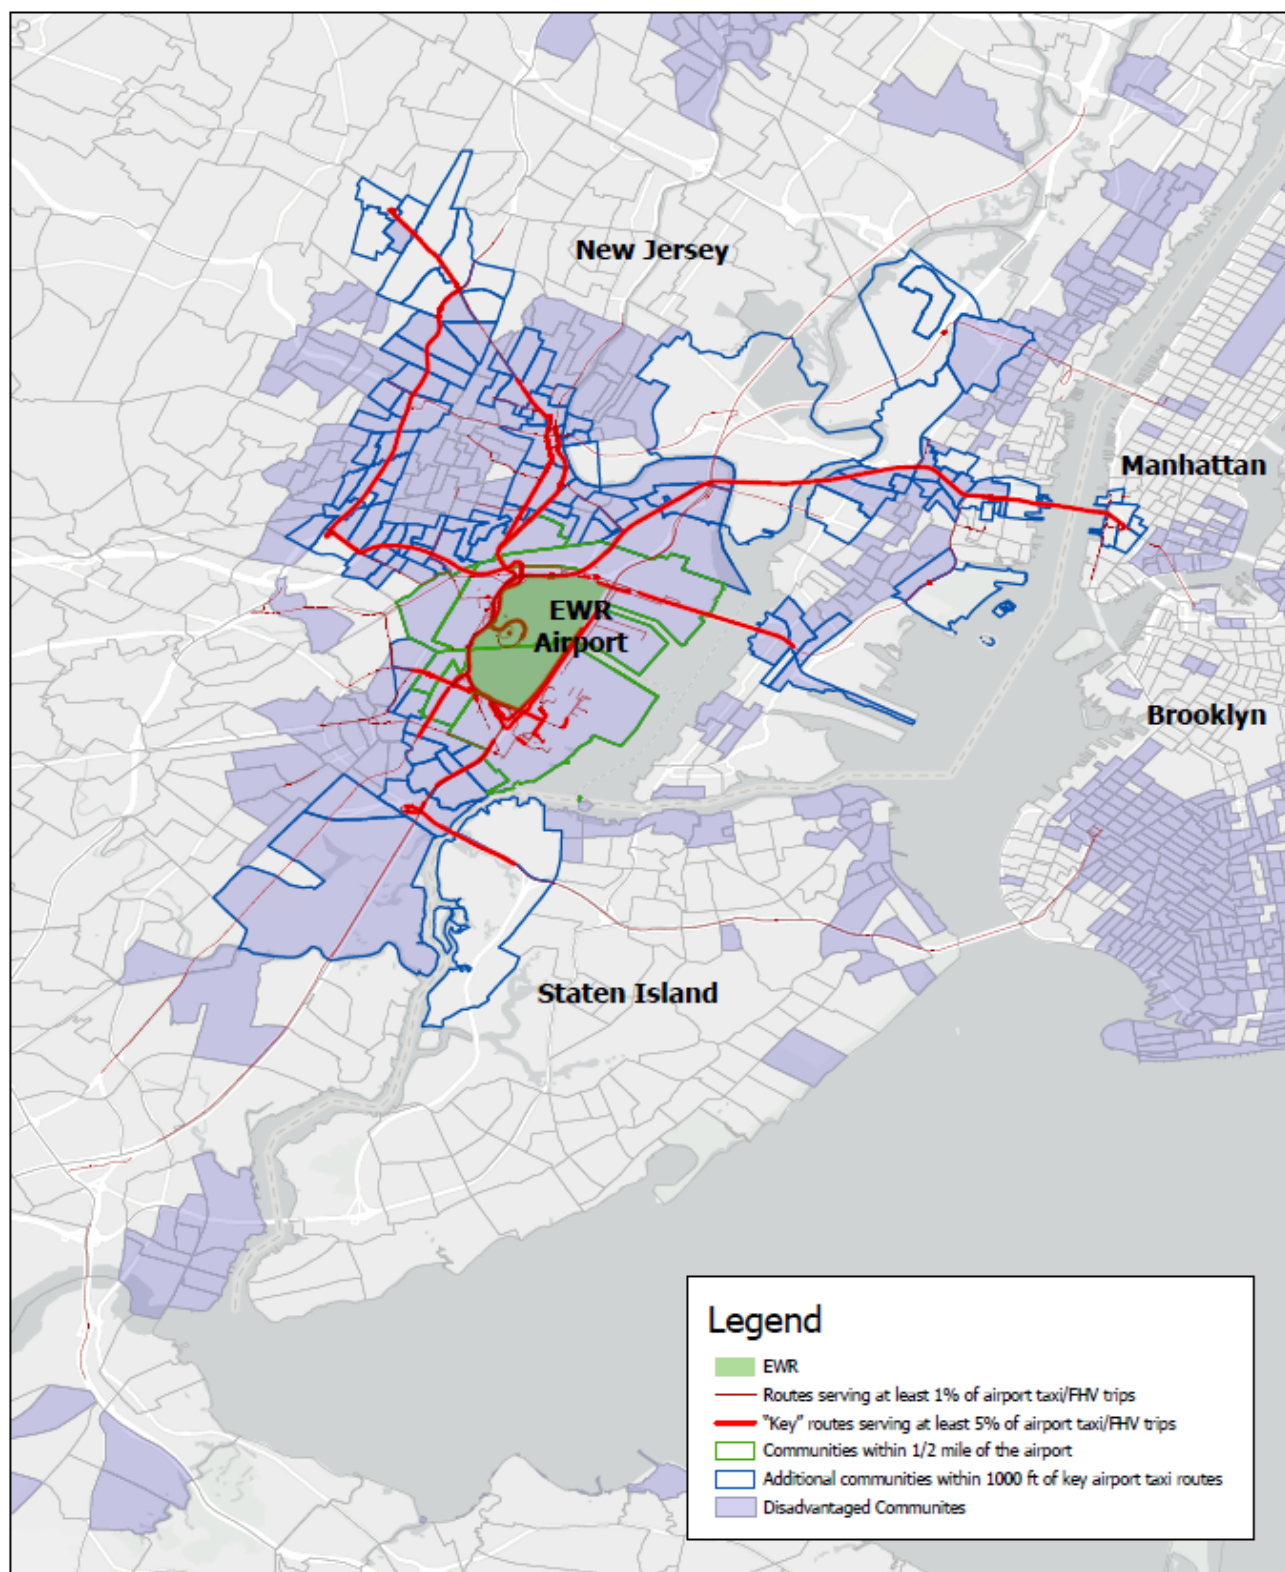 New Jersey
Manhattan
EWR
Airport
Brooklyn
Staten Island
Legend
EWR
Routes serving at least 1% of airport taxi/FHV trips
"Key" routes serving at least 5% of airport taxi/FHV trips
Communities within 1/2 mile of the airport
Additional communities within 1000 ft of key airport taxi routes
Disadvantaged Communites